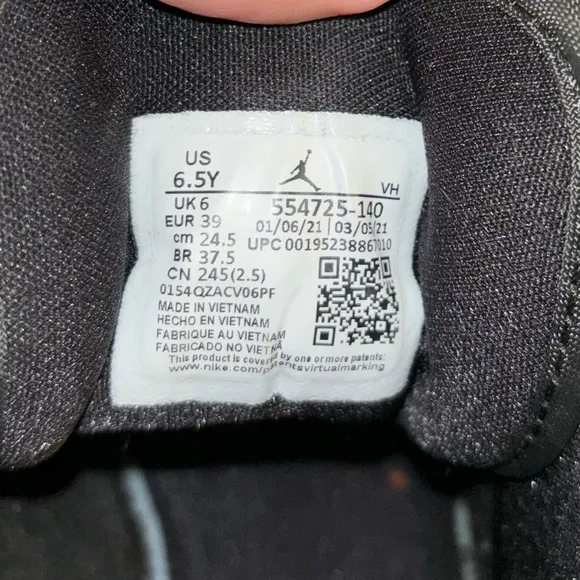 US
6.5Y
VH
UK 6
554725-140
EUR 39
01/06/21 | 03/05/21
cm 24.5
UPC 00195238867010
BR 37.5
CN 245(2.5)
0154QZACV06PF
MADE IN VIETNAM
HECHO EN VIETNAM
FABRIQUE AU VIETNAM
FABRICADO NO VIETNÃ
This product is covered by one or more patents:
www.nike.com/patentsvirtualmarking